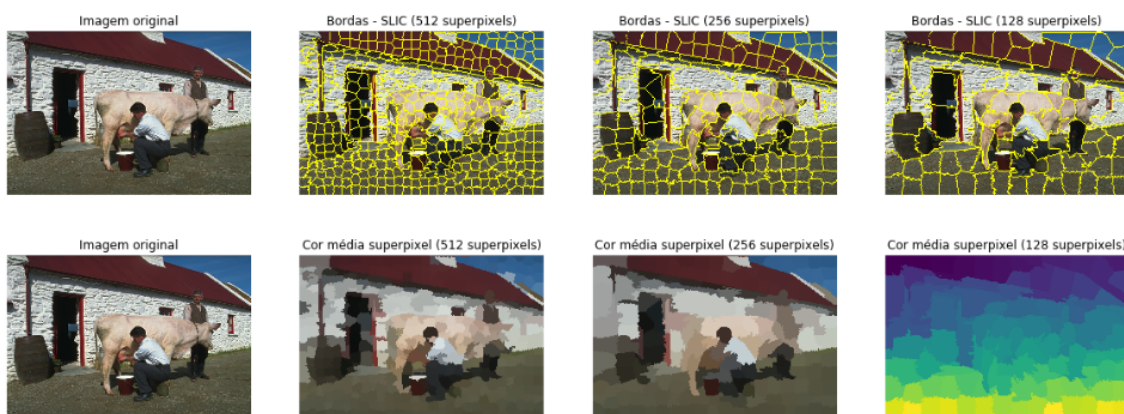 Imagem original
Bordas - SLIC (512 superpixels)
Bordas - SLIC (256 superpixels)
Bordas - SLIC (128 superpixels)
Imagem original
Cor média superpixel (512 superpixels)
Cor média superpixel (256 superpixels)
Cor média superpixel (128 superpixels)